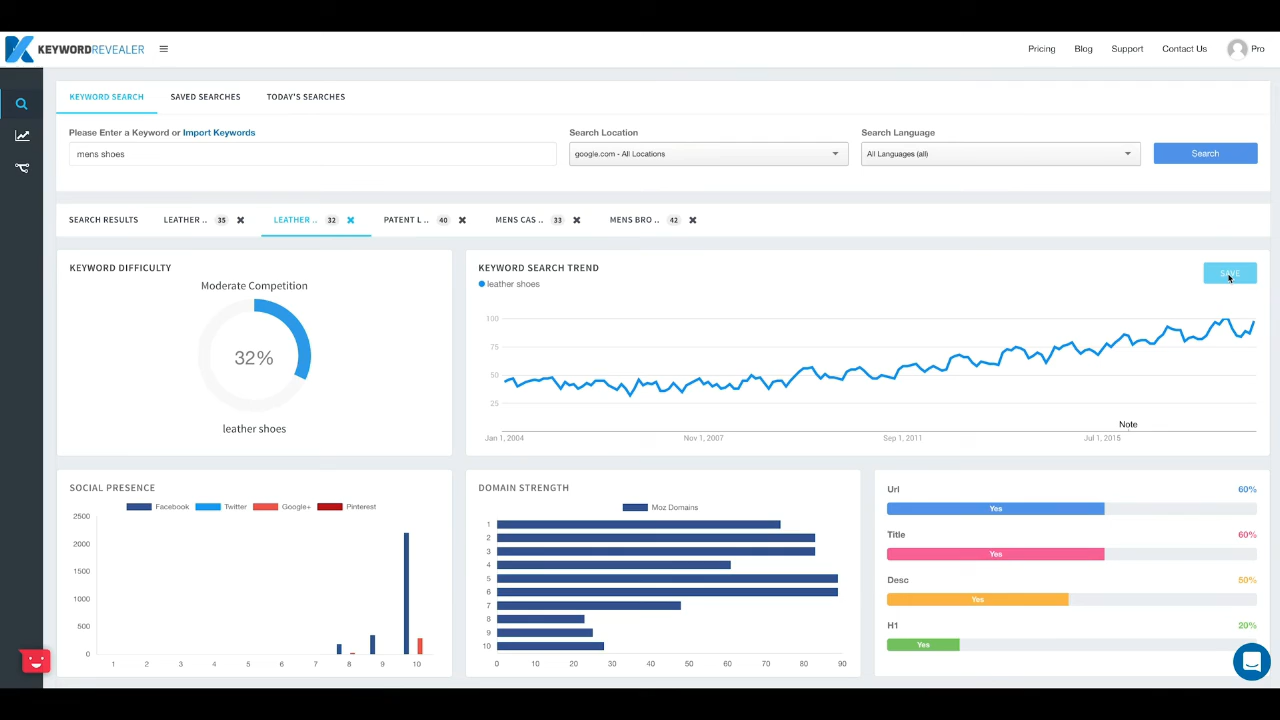 KEYWORDREVEALER
Pricing Blog Support Contact Us Pro
KEYWORD SEARCH SAVED SEARCHES TODAY'S SEARCHES
Please Enter a Keyword or Import Keywords Search Location Search Language
mens shoes google.com - All Locations All Languages (all) Search
SEARCH RESULTS LEATHER .. 35 LEATHER .. 32 PATENT L .. 40 MENS CAS .. 33 MENS BRO .. 42
KEYWORD DIFFICULTY
Moderate Competition
32%
leather shoes
KEYWORD SEARCH TREND
SAVE
leather shoes
100
75
50
25
Note
Jan 1, 2004 Nov 1, 2007 Sep 1, 2011 Jul 1, 2015
SOCIAL PRESENCE
Facebook Twitter Google+ Pinterest
2500
2000
1500
1000
500
0
1 2 3 4 5 6 7 8 9 10
DOMAIN STRENGTH
Moz Domains
1
2
3
4
5
6
7
8
9
10
0 10 20 30 40 50 60 70 80 90
Url 60%
Yes
Title 60%
Yes
Desc 50%
Yes
H1 20%
Yes